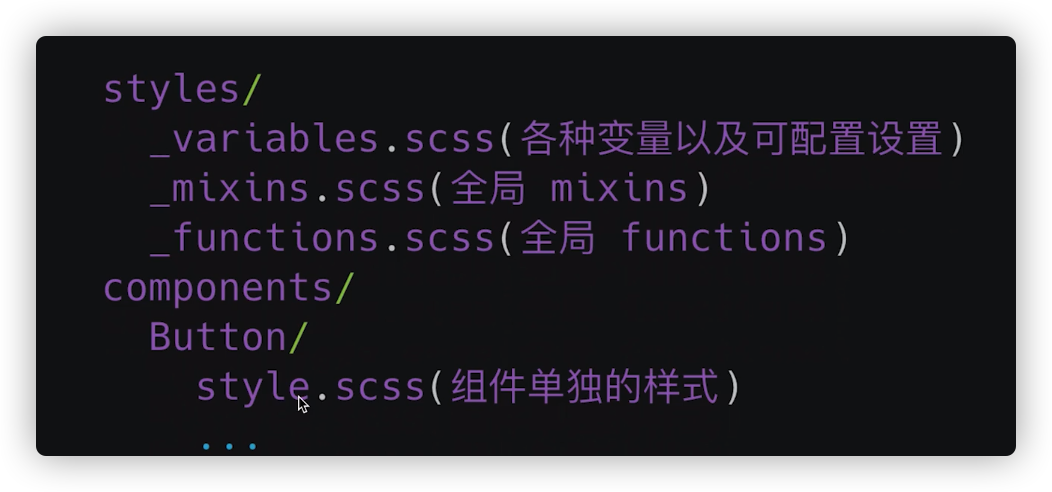 styles/
_variables.scss(各种变量以及可配置设置)
_mixins.scss(全局 mixins)
_functions.scss(全局 functions)
components/
Button/
style.scss(组件单独的样式)
...